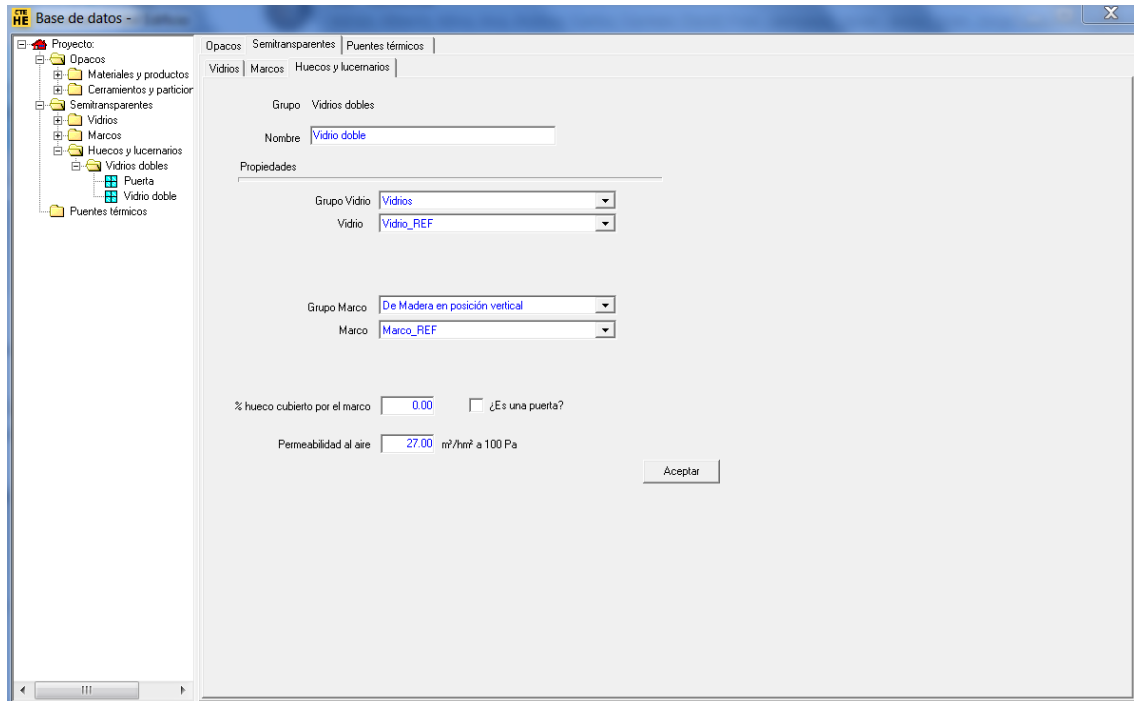 CTE
HE Base de datos -
Proyecto:
Opacos
Materiales y productos
Cerramientos y particion
Semitransparentes
Vidrios
Marcos
Huecos y lucernarios
Vidrios dobles
Puerta
Vidrio doble
Puentes térmicos
Opacos Semitransparentes Puentes térmicos
Vidrios Marcos Huecos y lucernarios
Grupo Vidrios dobles
Nombre Vidrio doble
Propiedades
Grupo Vidrio Vidrios
Vidrio Vidrio_REF
Grupo Marco De Madera en posición vertical
Marco Marco_REF
% hueco cubierto por el marco 0.00 ¿Es una puerta?
Permeabilidad al aire 27.00 m³/hm² a 100 Pa
Aceptar